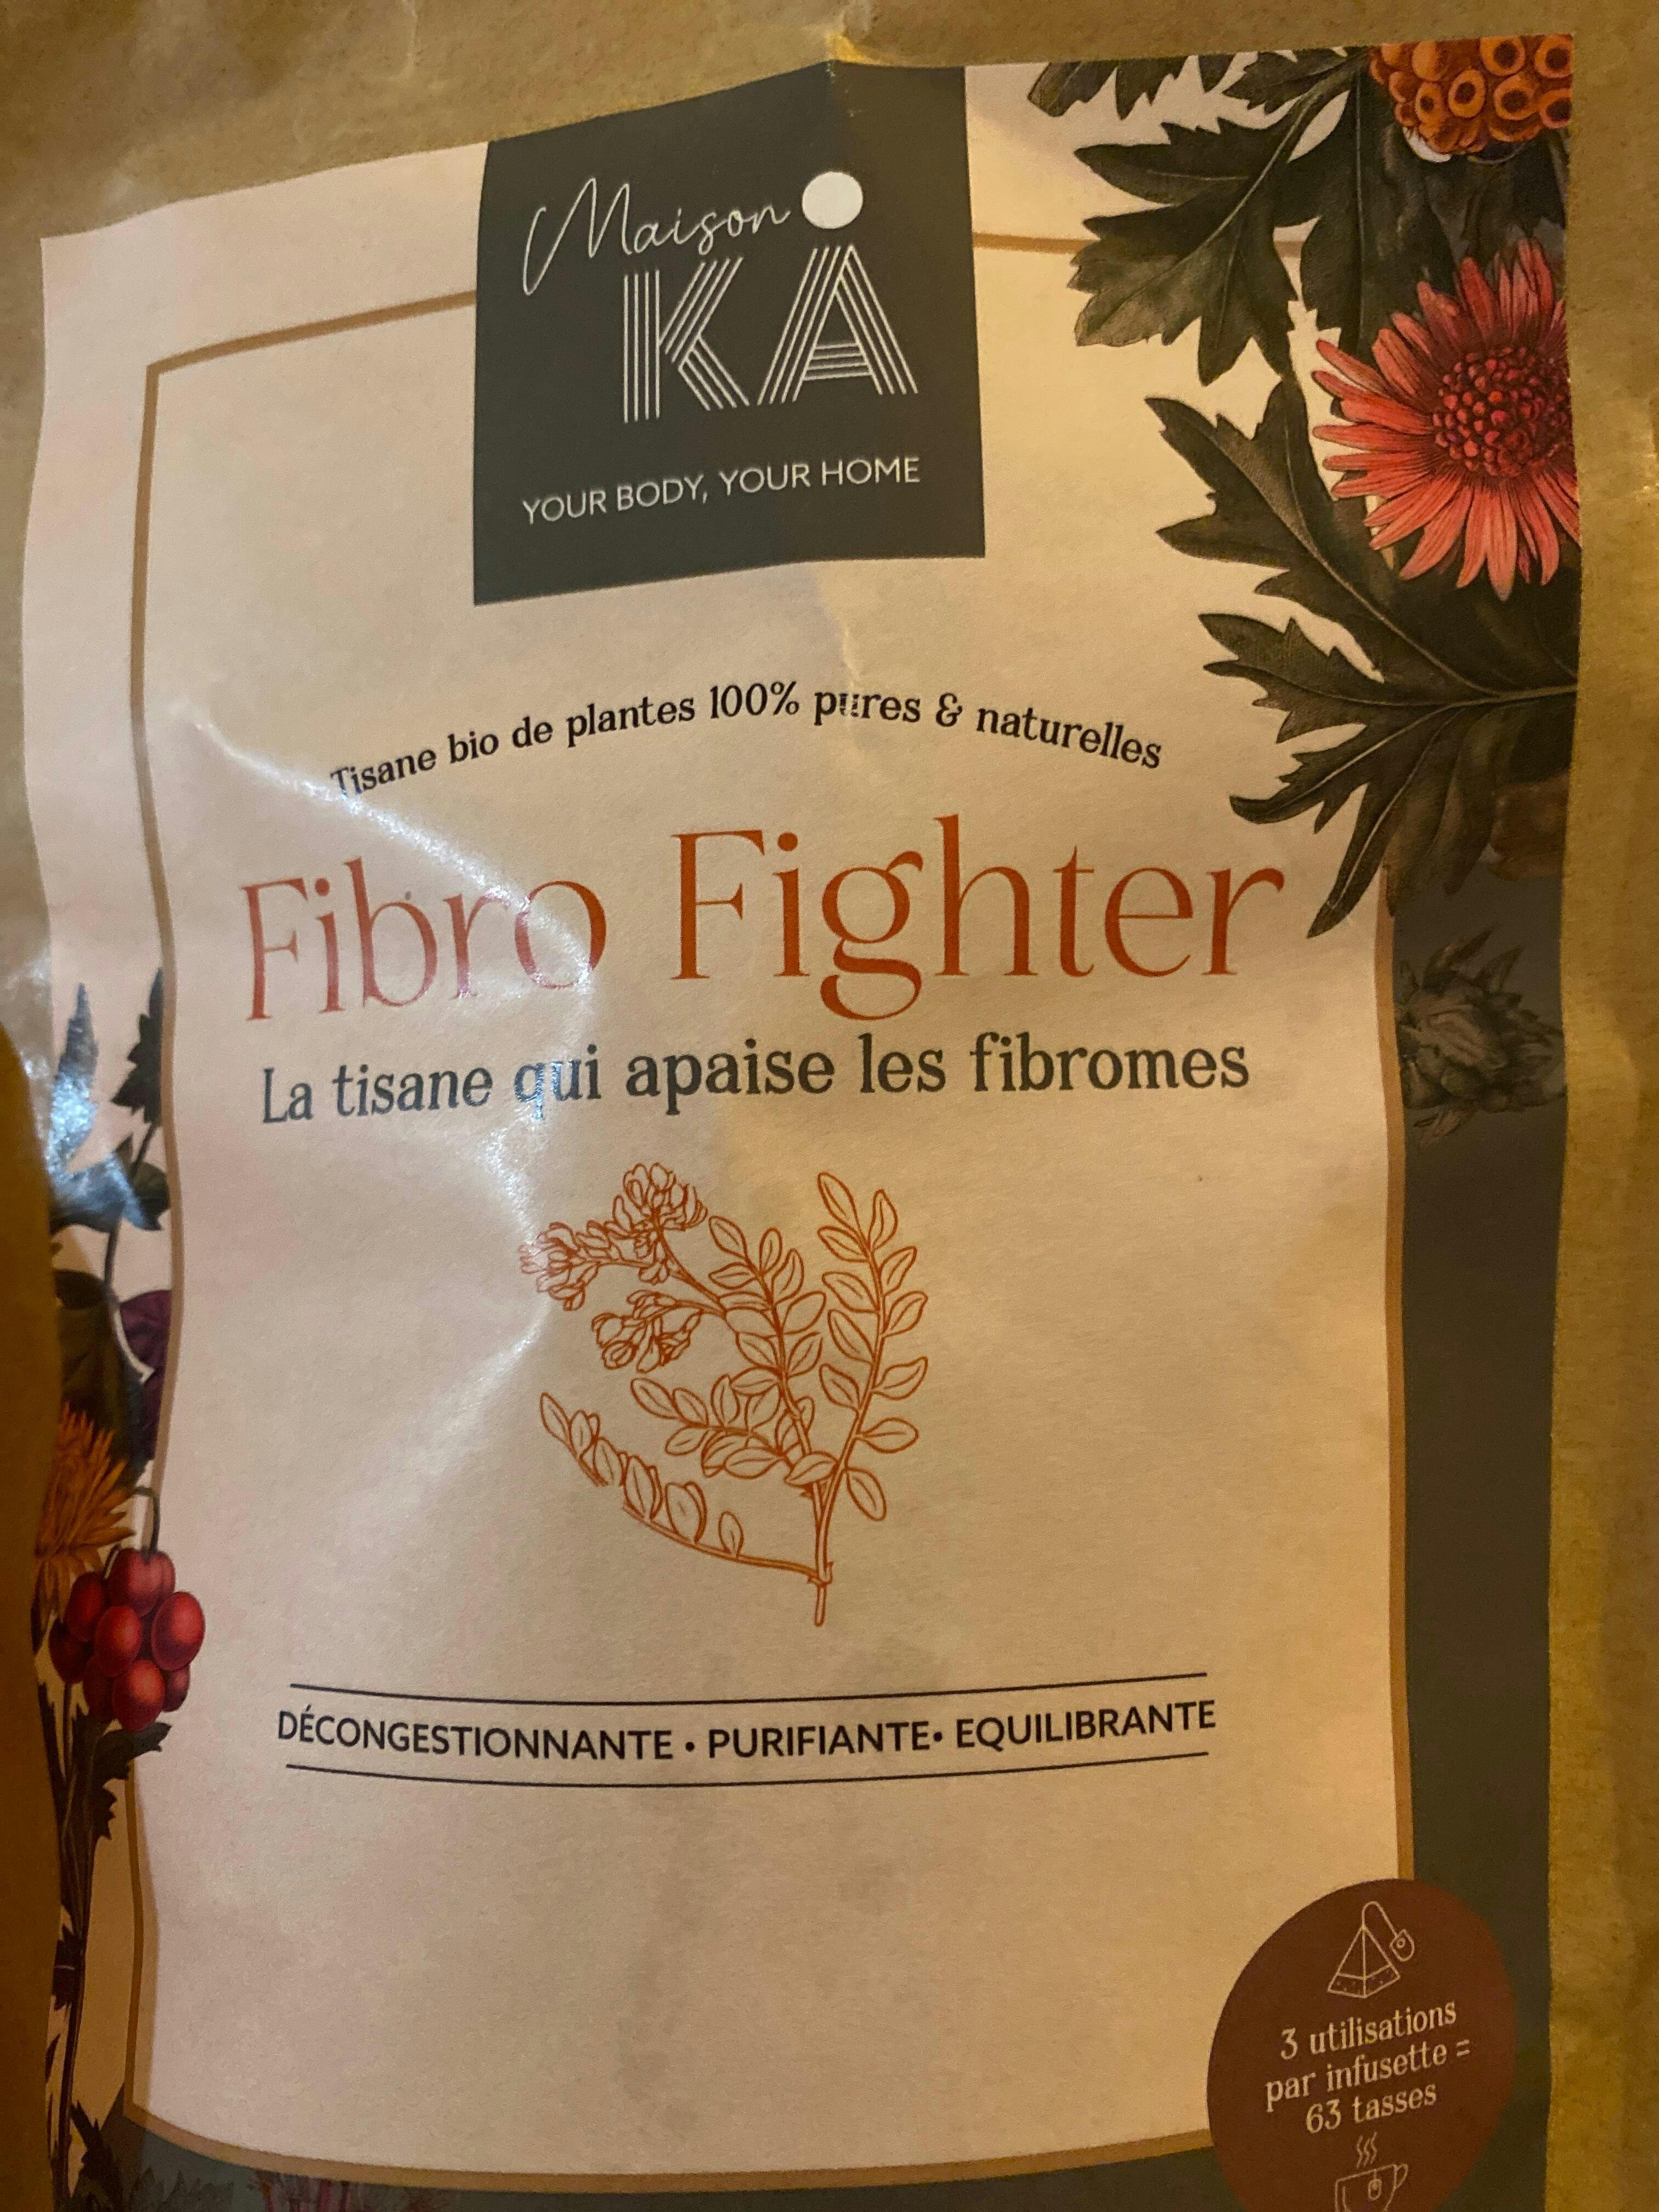 Maison
KA
YOUR BODY, YOUR HOME
Tisane bio de plantes 100% pures & naturelles
Fibro Fighter
La tisane qui apaise les fibromes
DÉCONGESTIONNANTE • PURIFIANTE• EQUILIBRANTE
3 utilisations
par infusette =
63 tasses